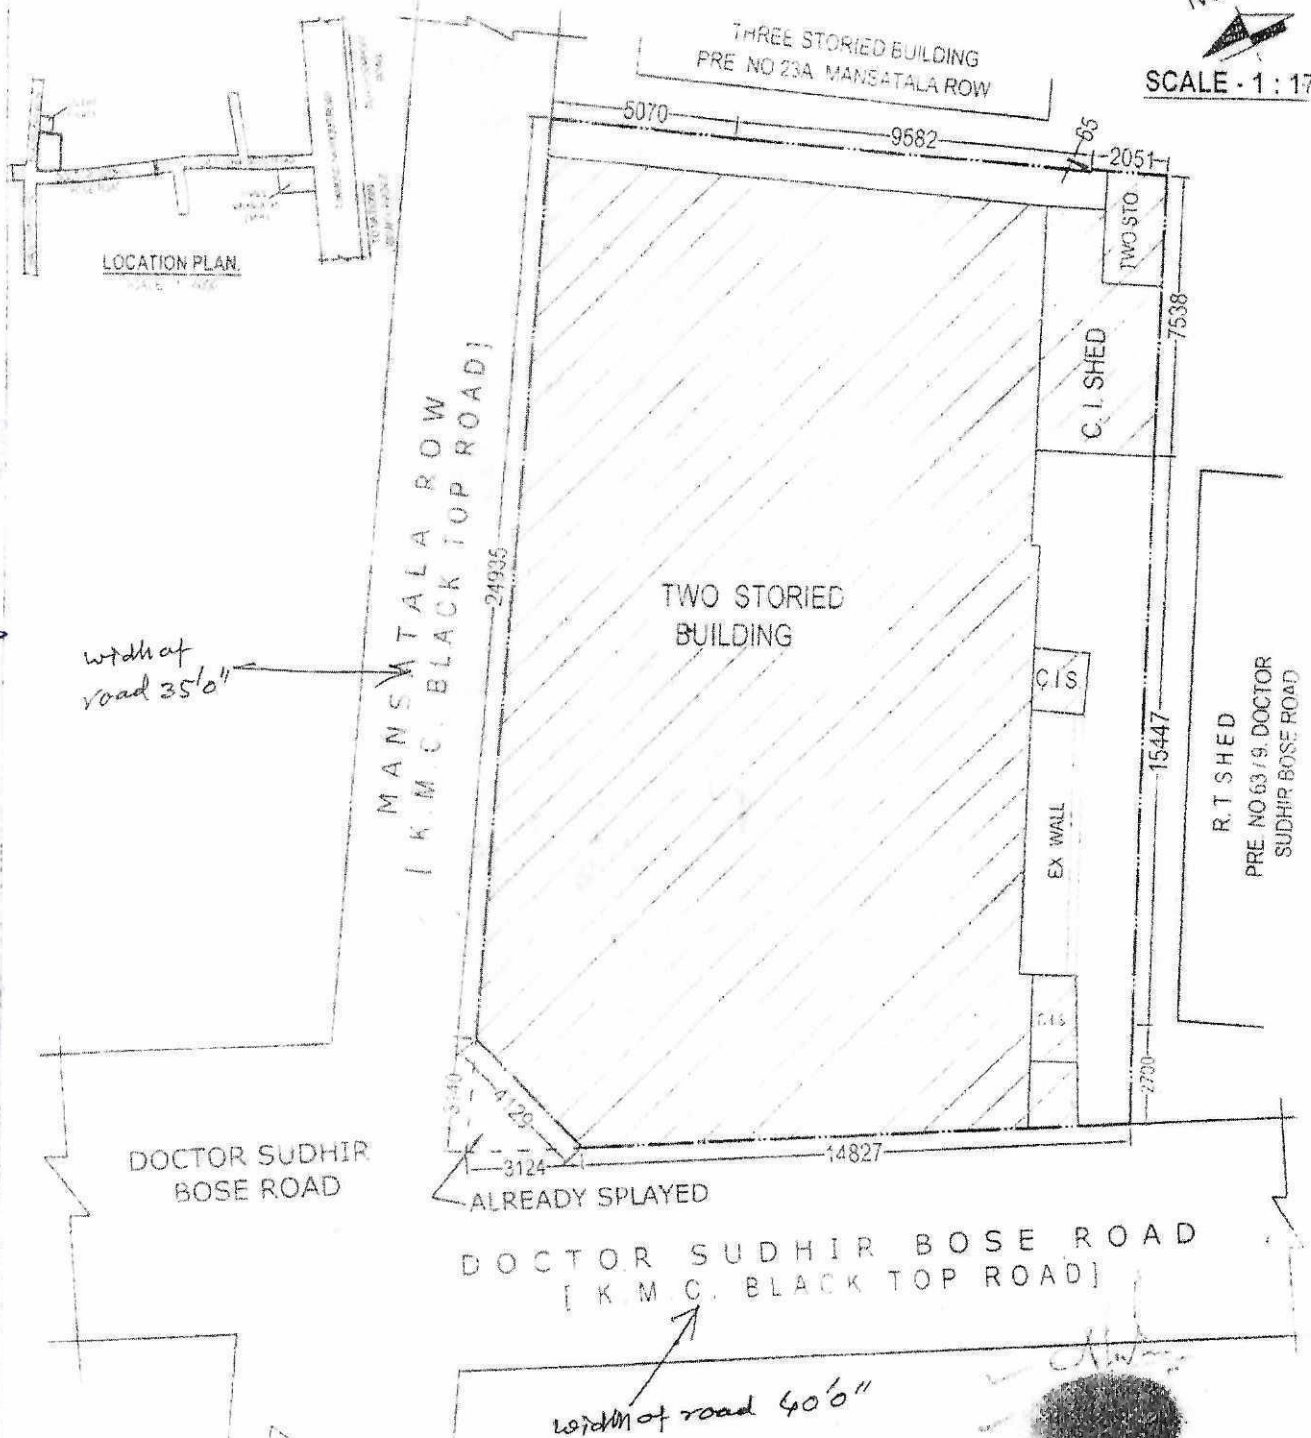 THREE STORIED BUILDING
PRE NO 23A MANSATALA ROW
SCALE - 1 : 17
LOCATION PLAN.
5070
9682
65
2051
TWO STO
7538
C. I. SHED
MANSATALA ROW
[ K. M. C. BLACK TOP ROAD]
24935
TWO STORIED
BUILDING
width of
road 35'0"
C I S
15447
R.T SHED
PRE. NO 63 / 9. DOCTOR
SUDHIR BOSE ROAD
EX WALL
2700
3140
4129
3124
14827
DOCTOR SUDHIR
BOSE ROAD
ALREADY SPLAYED
DOCTOR SUDHIR BOSE ROAD
[ K. M. C. BLACK TOP ROAD]
width of road 40'0"